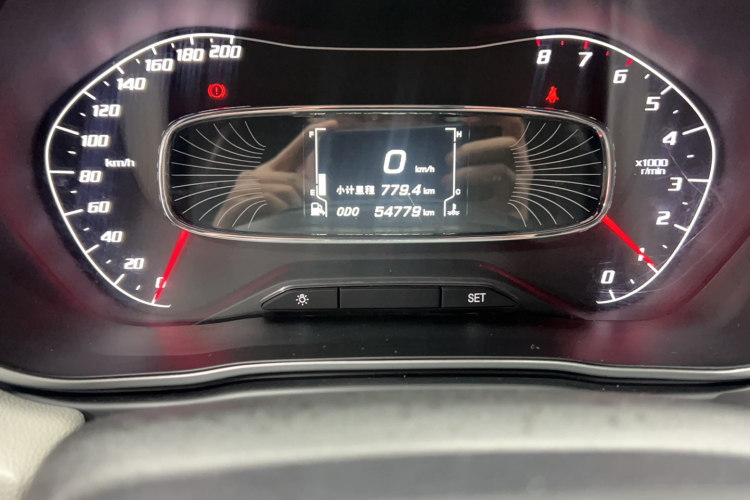 200
180
160
140
120
100
80
60
40
20
0
km/h
8
7
6
5
4
3
2
1
0
x1000
r/min
F
H
0 km/h
E
小计里程 779.4 km
C
ODO 54779 km
SET